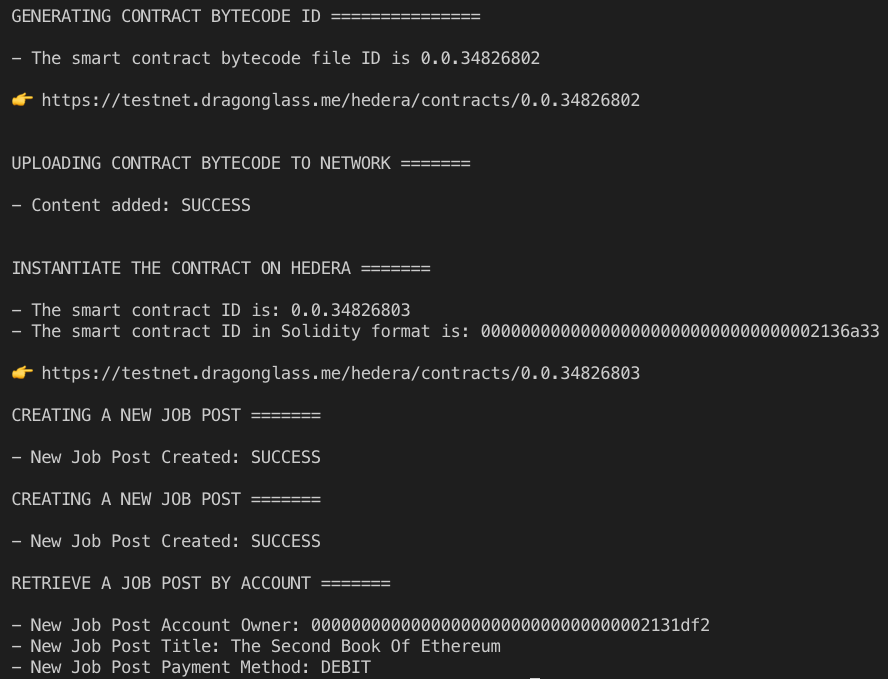 GENERATING CONTRACT BYTECODE ID ===============
- The smart contract bytecode file ID is 0.0.34826802
👉 https://testnet.dragonglass.me/hedera/contracts/0.0.34826802
UPLOADING CONTRACT BYTECODE TO NETWORK =======
- Content added: SUCCESS
INSTANTIATE THE CONTRACT ON HEDERA =======
- The smart contract ID is: 0.0.34826803
- The smart contract ID in Solidity format is: 0000000000000000000000000000000002136a33
👉 https://testnet.dragonglass.me/hedera/contracts/0.0.34826803
CREATING A NEW JOB POST =======
- New Job Post Created: SUCCESS
CREATING A NEW JOB POST =======
- New Job Post Created: SUCCESS
RETRIEVE A JOB POST BY ACCOUNT =======
- New Job Post Account Owner: 0000000000000000000000000000000002131df2
- New Job Post Title: The Second Book Of Ethereum
- New Job Post Payment Method: DEBIT